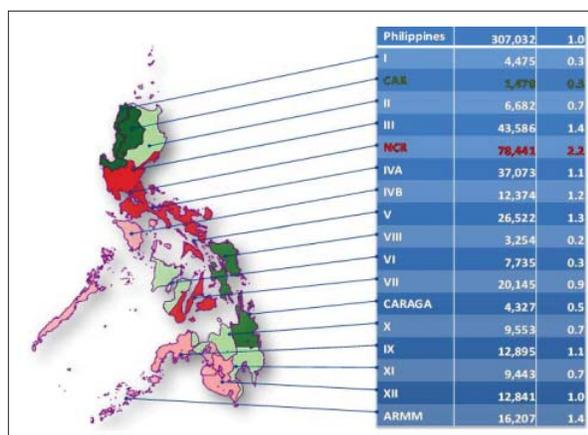 Philippines 307,032 1.0
I 4,475 0.3
CAR 1,478 0.3
II 6,682 0.7
III 43,586 1.4
NCR 78,441 2.2
IVA 37,073 1.1
IVB 12,374 1.2
V 26,522 1.3
VIII 3,254 0.2
VI 7,735 0.3
VII 20,145 0.9
CARAGA 4,327 0.5
X 9,553 0.7
IX 12,895 1.1
XI 9,443 0.7
XII 12,841 1.0
ARMM 16,207 1.4